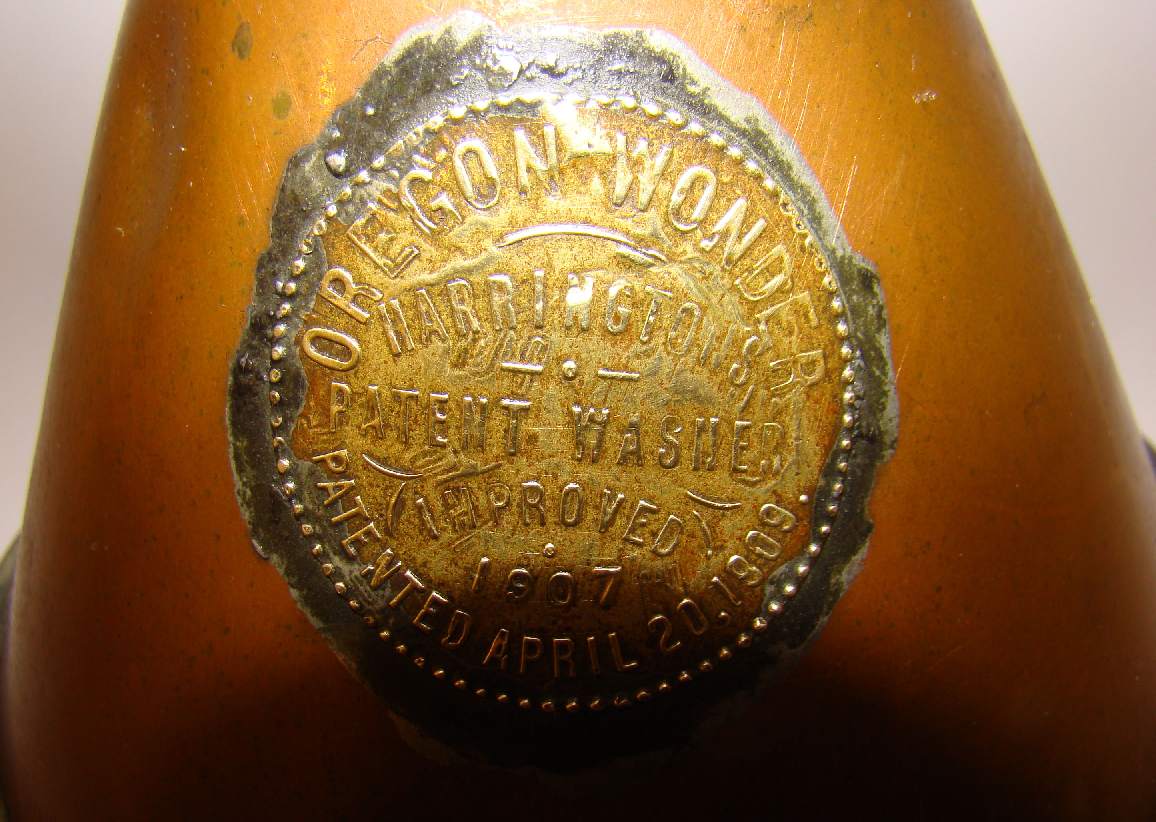 OREGON WONDER
HARRINGTONS
PATENT WASHER
(IMPROVED)
1907
PATENTED APRIL 20, 1909.